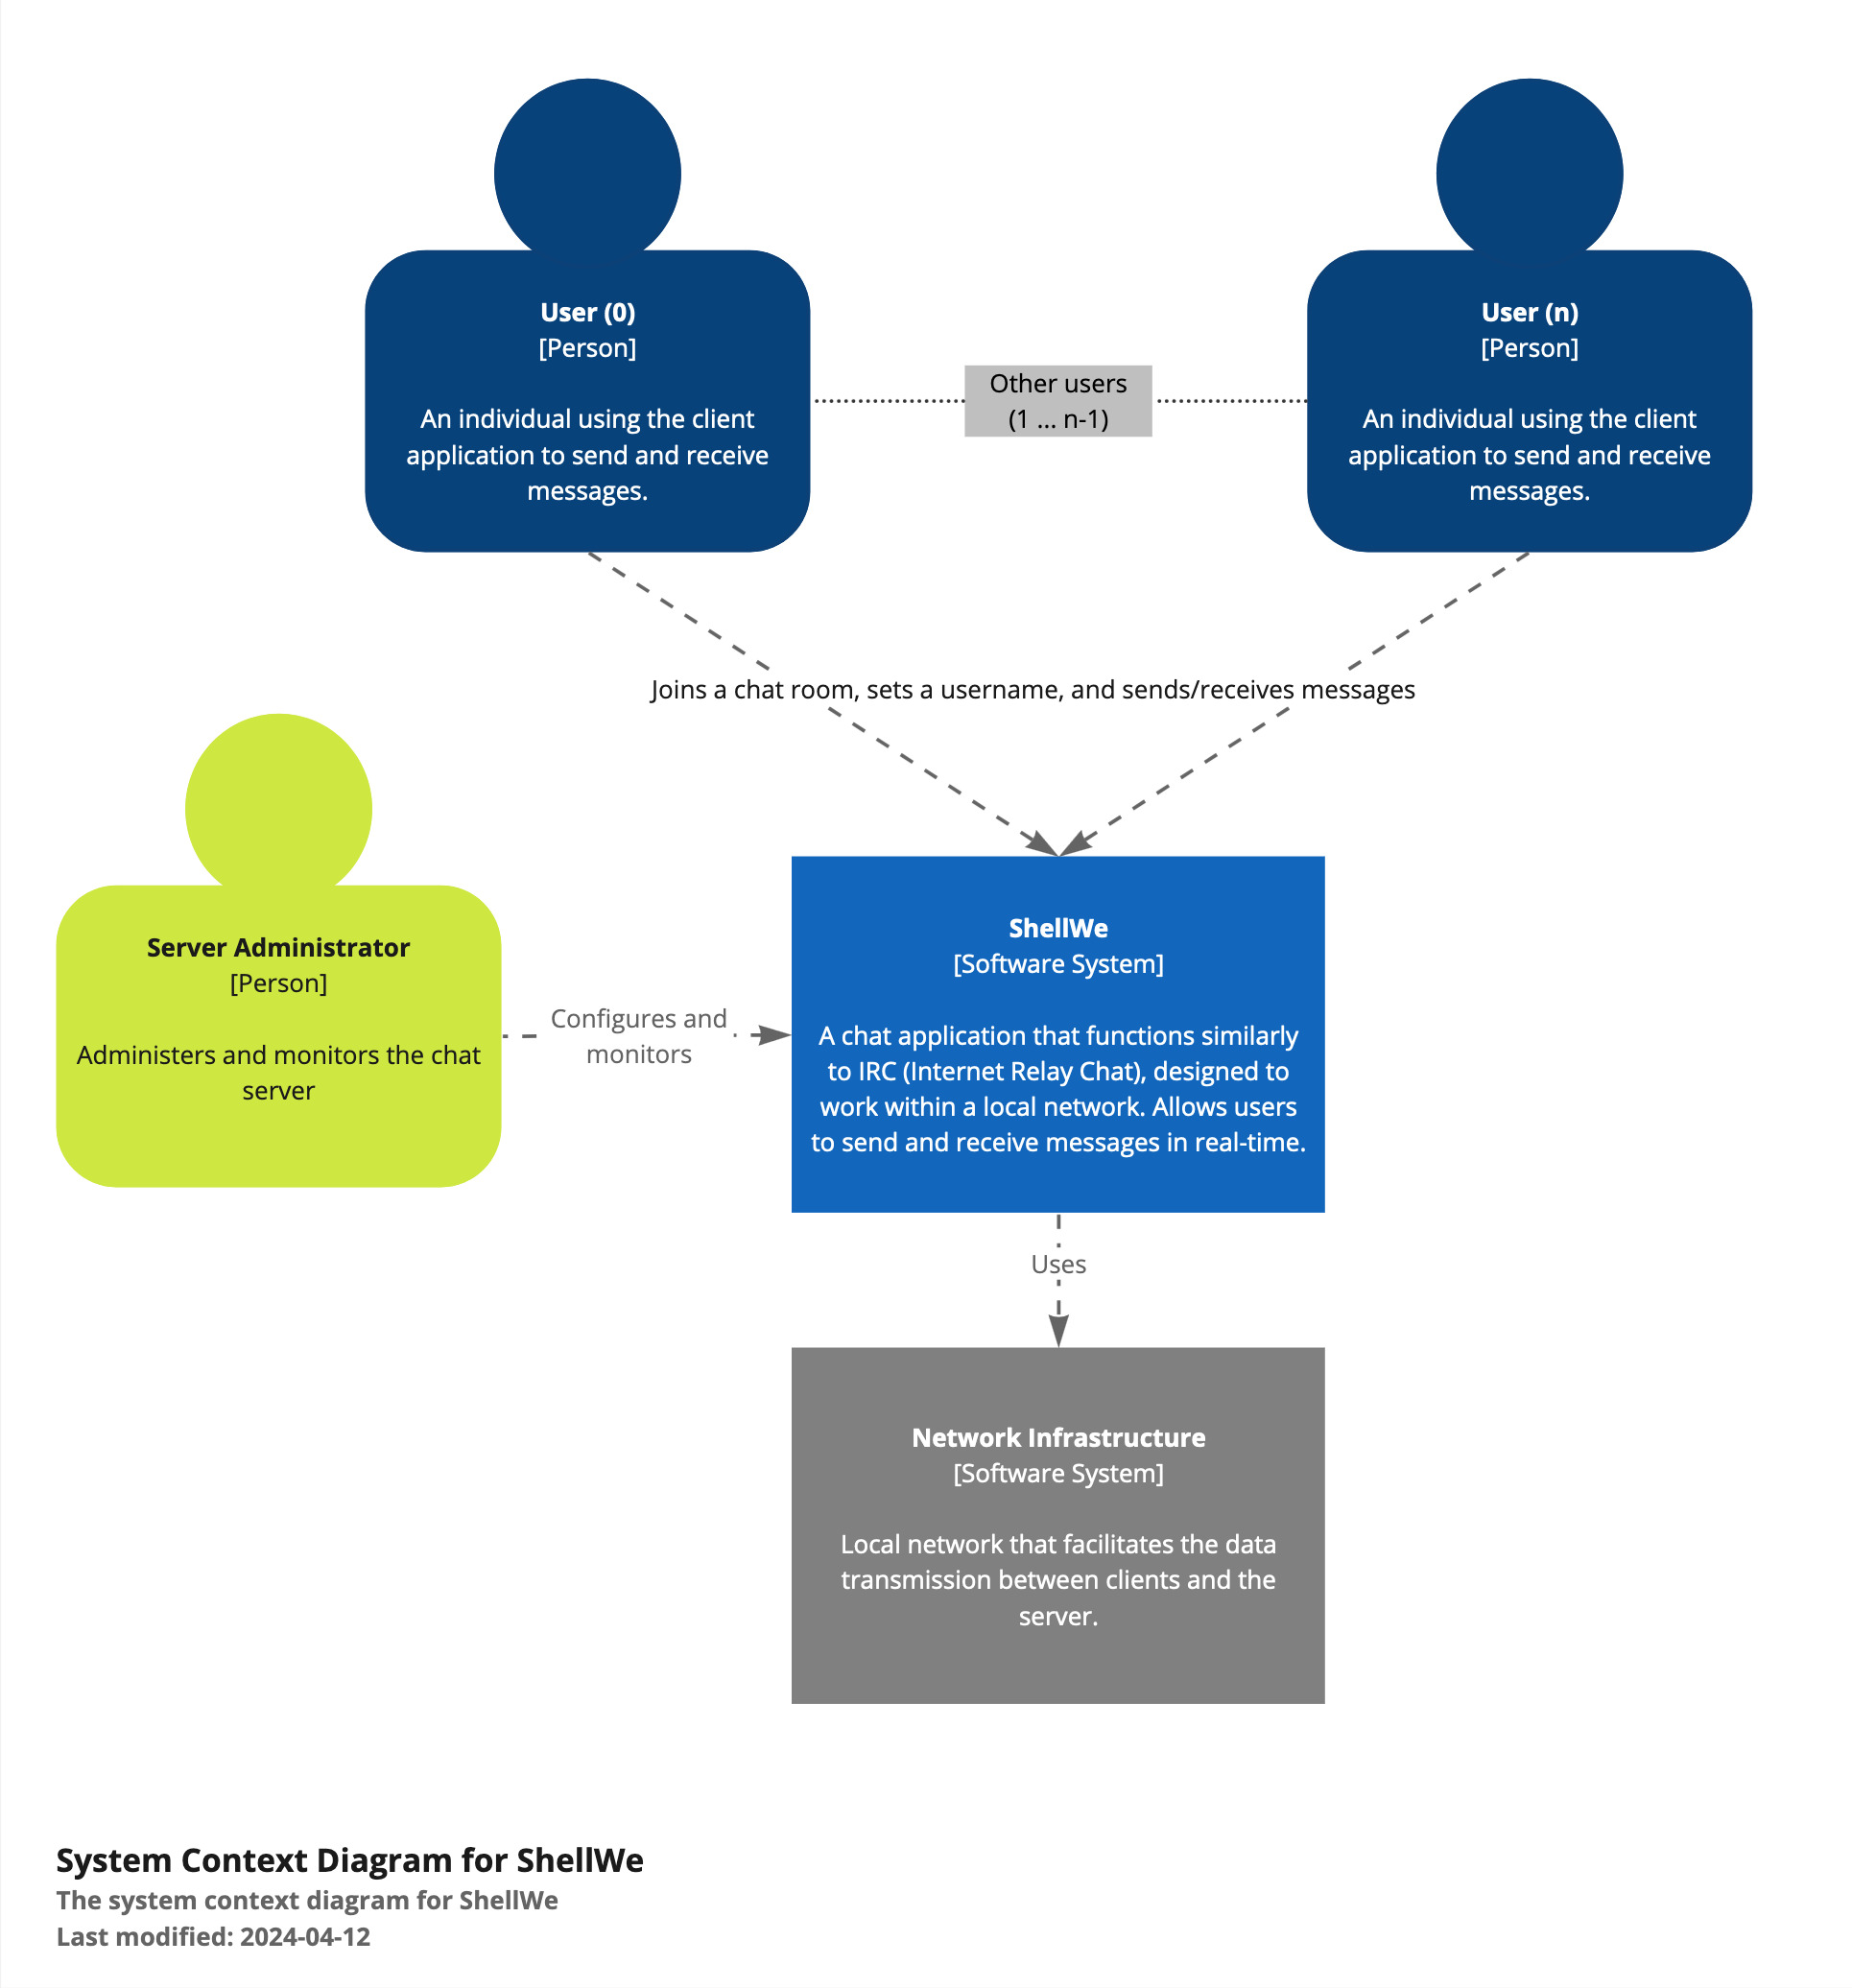 User (0)
[Person]
An individual using the client
application to send and receive
messages.
Other users
(1 ... n-1)
User (n)
[Person]
An individual using the client
application to send and receive
messages.
Joins a chat room, sets a username, and sends/receives messages
Server Administrator
[Person]
Administers and monitors the chat
server
Configures and
monitors
ShellWe
[Software System]
A chat application that functions similarly
to IRC (Internet Relay Chat), designed to
work within a local network. Allows users
to send and receive messages in real-time.
Uses
Network Infrastructure
[Software System]
Local network that facilitates the data
transmission between clients and the
server.
System Context Diagram for ShellWe
The system context diagram for ShellWe
Last modified: 2024-04-12